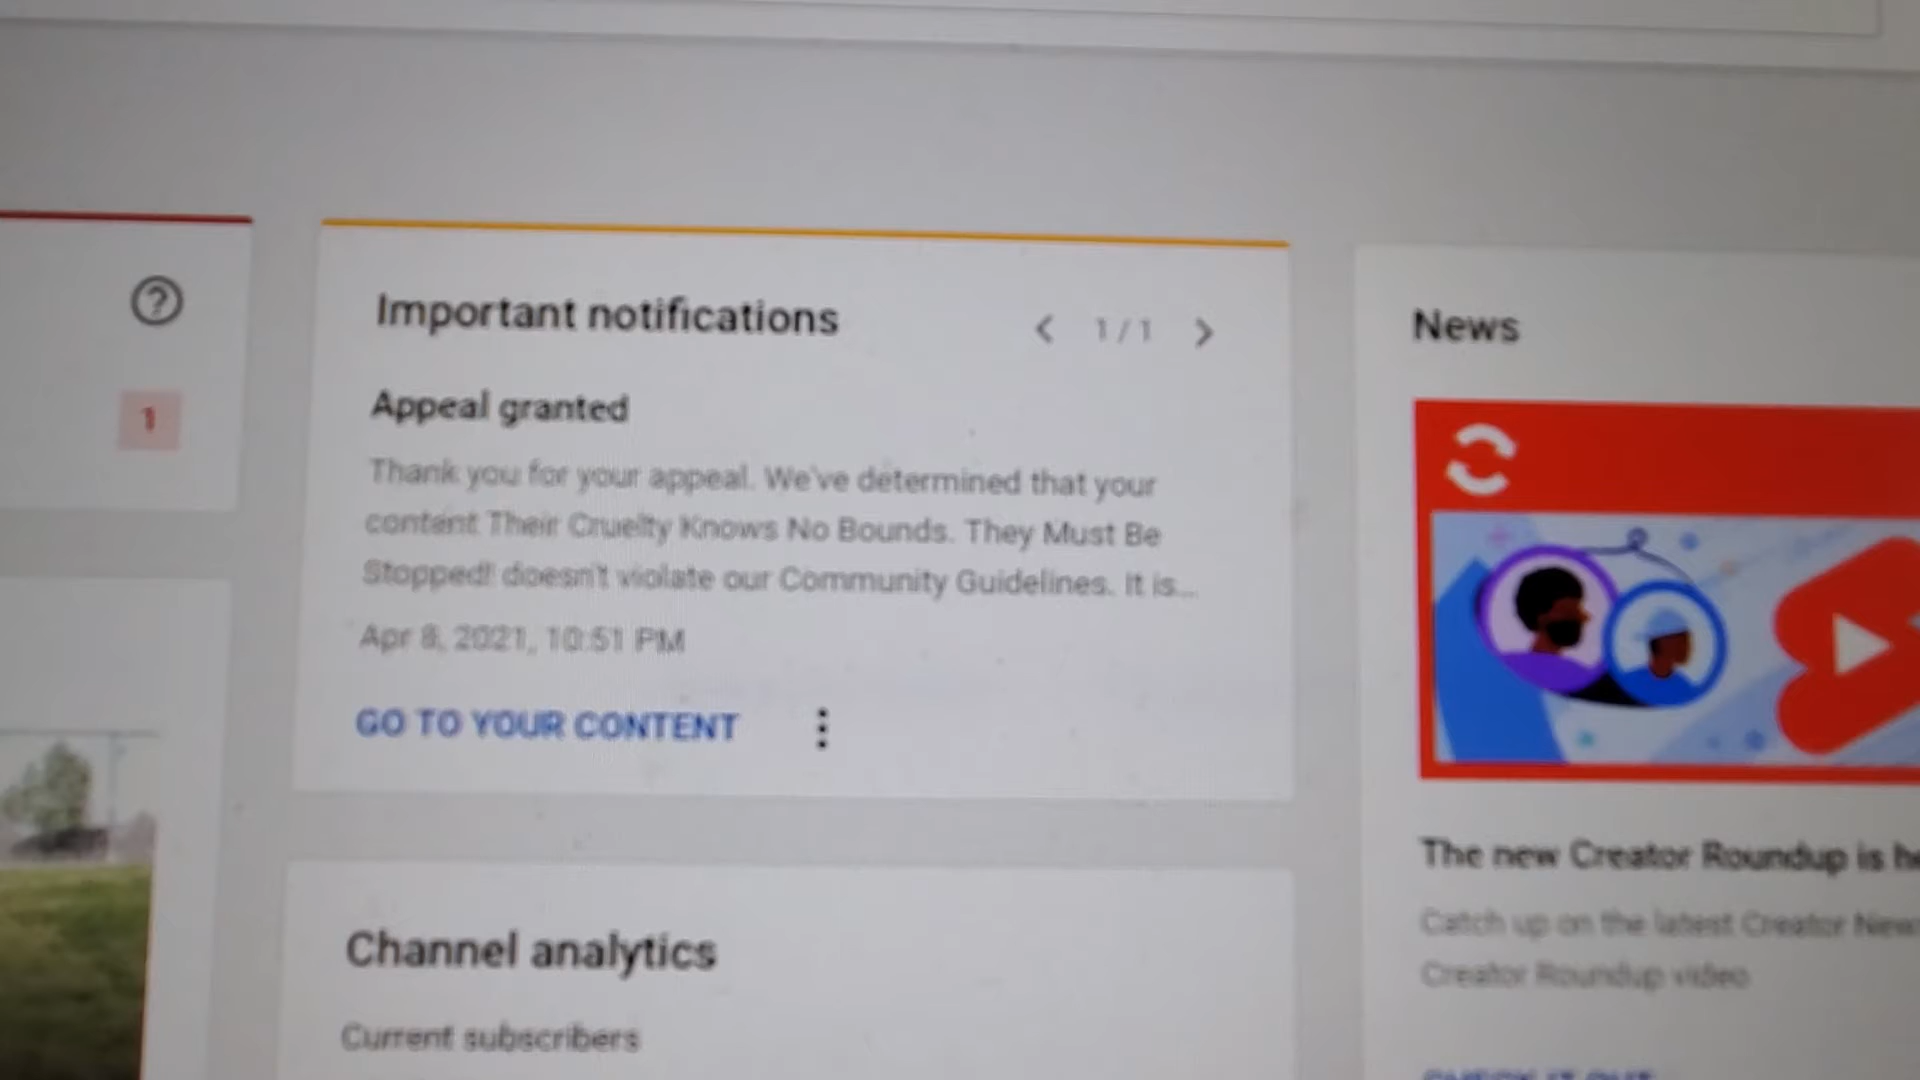 1
Important notifications
1 / 1
Appeal granted
Thank you for your appeal. We've determined that your
content Their Cruelty Knows No Bounds. They Must Be
Stopped! doesn't violate our Community Guidelines. It is...
Apr 8, 2021, 10:51 PM
GO TO YOUR CONTENT
Channel analytics
Current subscribers
News
The new Creator Roundup is
Catch up on the latest Creator
Creator Roundup video